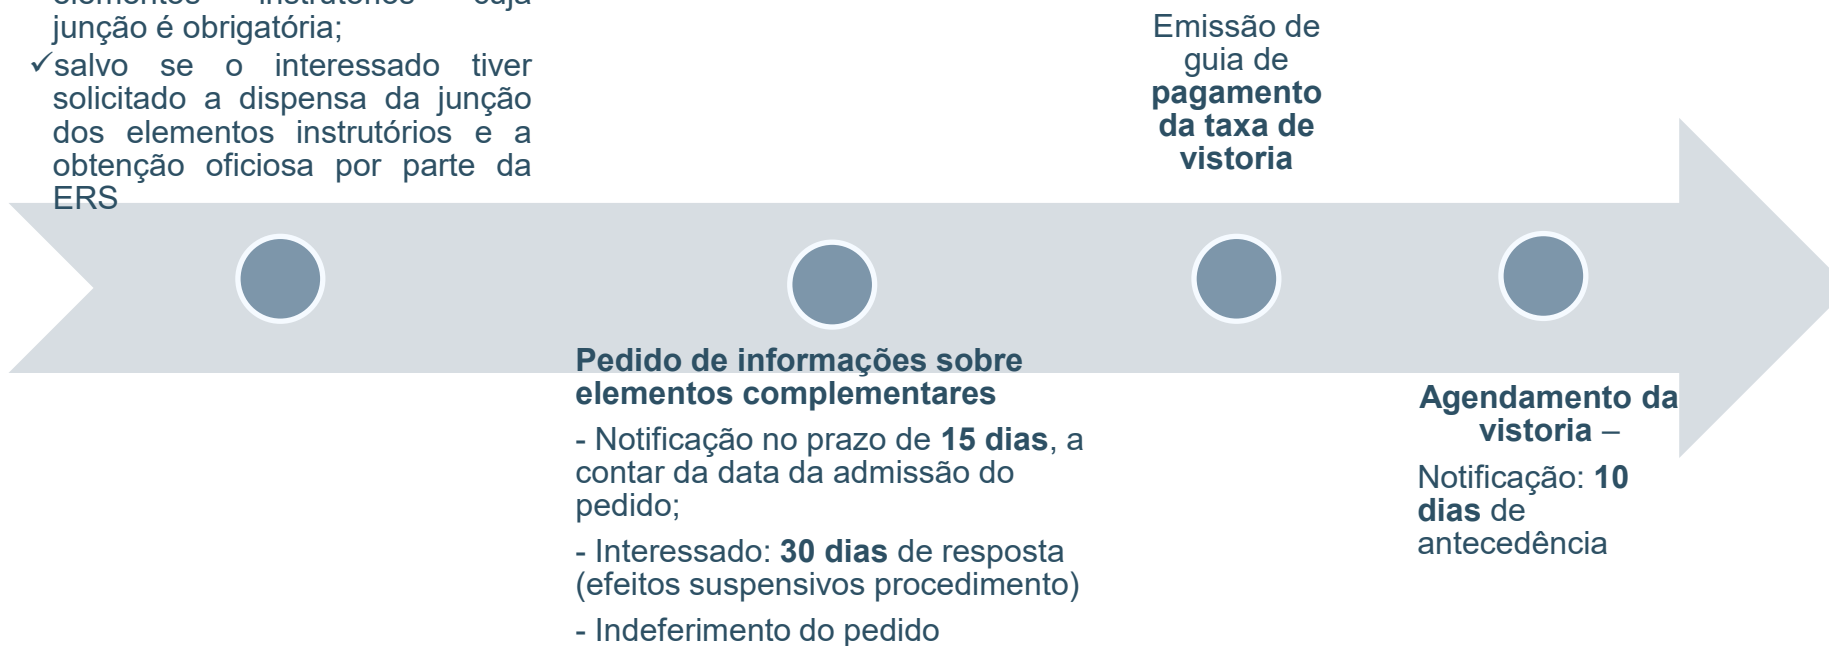 elementos instrutórios cuja
junção é obrigatória;
✓salvo se o interessado tiver
solicitado a dispensa da junção
dos elementos instrutórios e a
obtenção oficiosa por parte da
ERS
Pedido de informações sobre
elementos complementares
- Notificação no prazo de 15 dias, a
contar da data da admissão do
pedido;
- Interessado: 30 dias de resposta
(efeitos suspensivos procedimento)
- Indeferimento do pedido
Emissão de
guia de
pagamento
da taxa de
vistoria
Agendamento da
vistoria –
Notificação: 10
dias de
antecedência